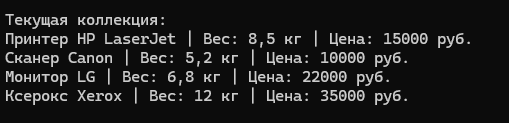 Текущая коллекция:
Принтер HP LaserJet | Вес: 8,5 кг | Цена: 15000 руб.
Сканер Canon | Вес: 5,2 кг | Цена: 10000 руб.
Монитор LG | Вес: 6,8 кг | Цена: 22000 руб.
Ксерокс Xerox | Вес: 12 кг | Цена: 35000 руб.